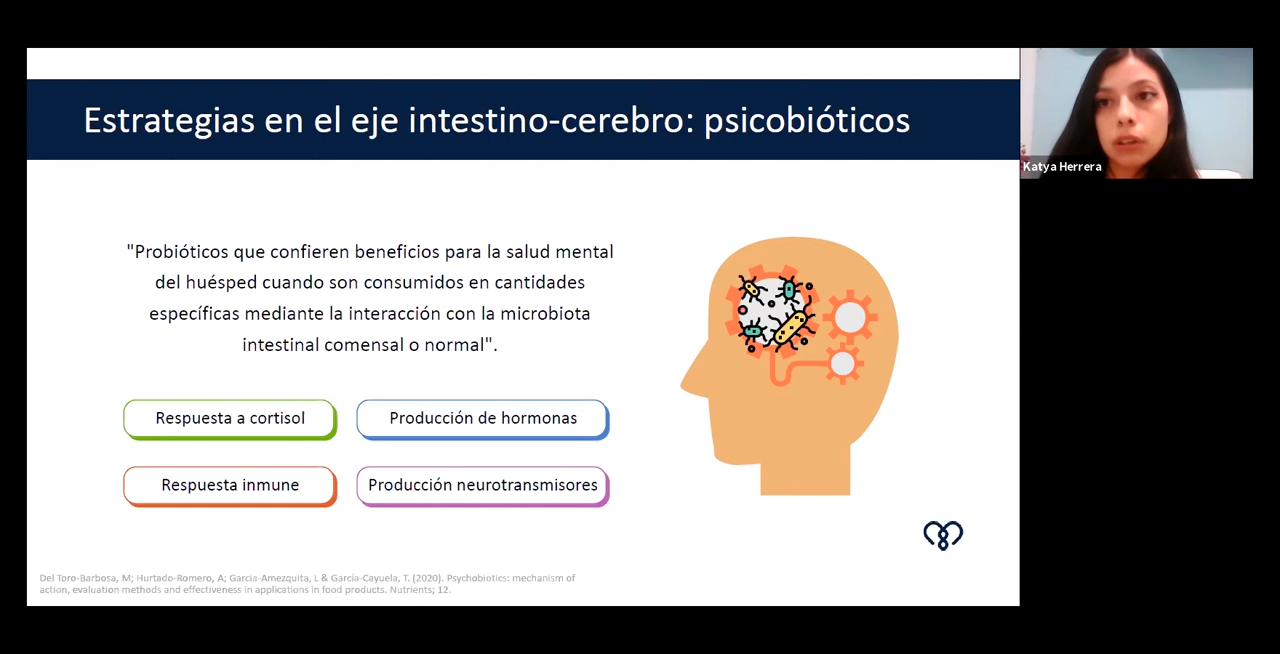 Estrategias en el eje intestino-cerebro: psicobióticos
Katya Herrera
"Probióticos que confieren beneficios para la salud mental
del huésped cuando son consumidos en cantidades
específicas mediante la interacción con la microbiota
intestinal comensal o normal".
Respuesta a cortisol
Producción de hormonas
Respuesta inmune
Producción neurotransmisores
Del Toro-Barbosa, M; Hurtado-Romero, A; Garcia-Amezquita, L & García-Cayuela, T. (2020). Psychobiotics: mechanism of
action, evaluation methods and effectiveness in applications in food products. Nutrients; 12.